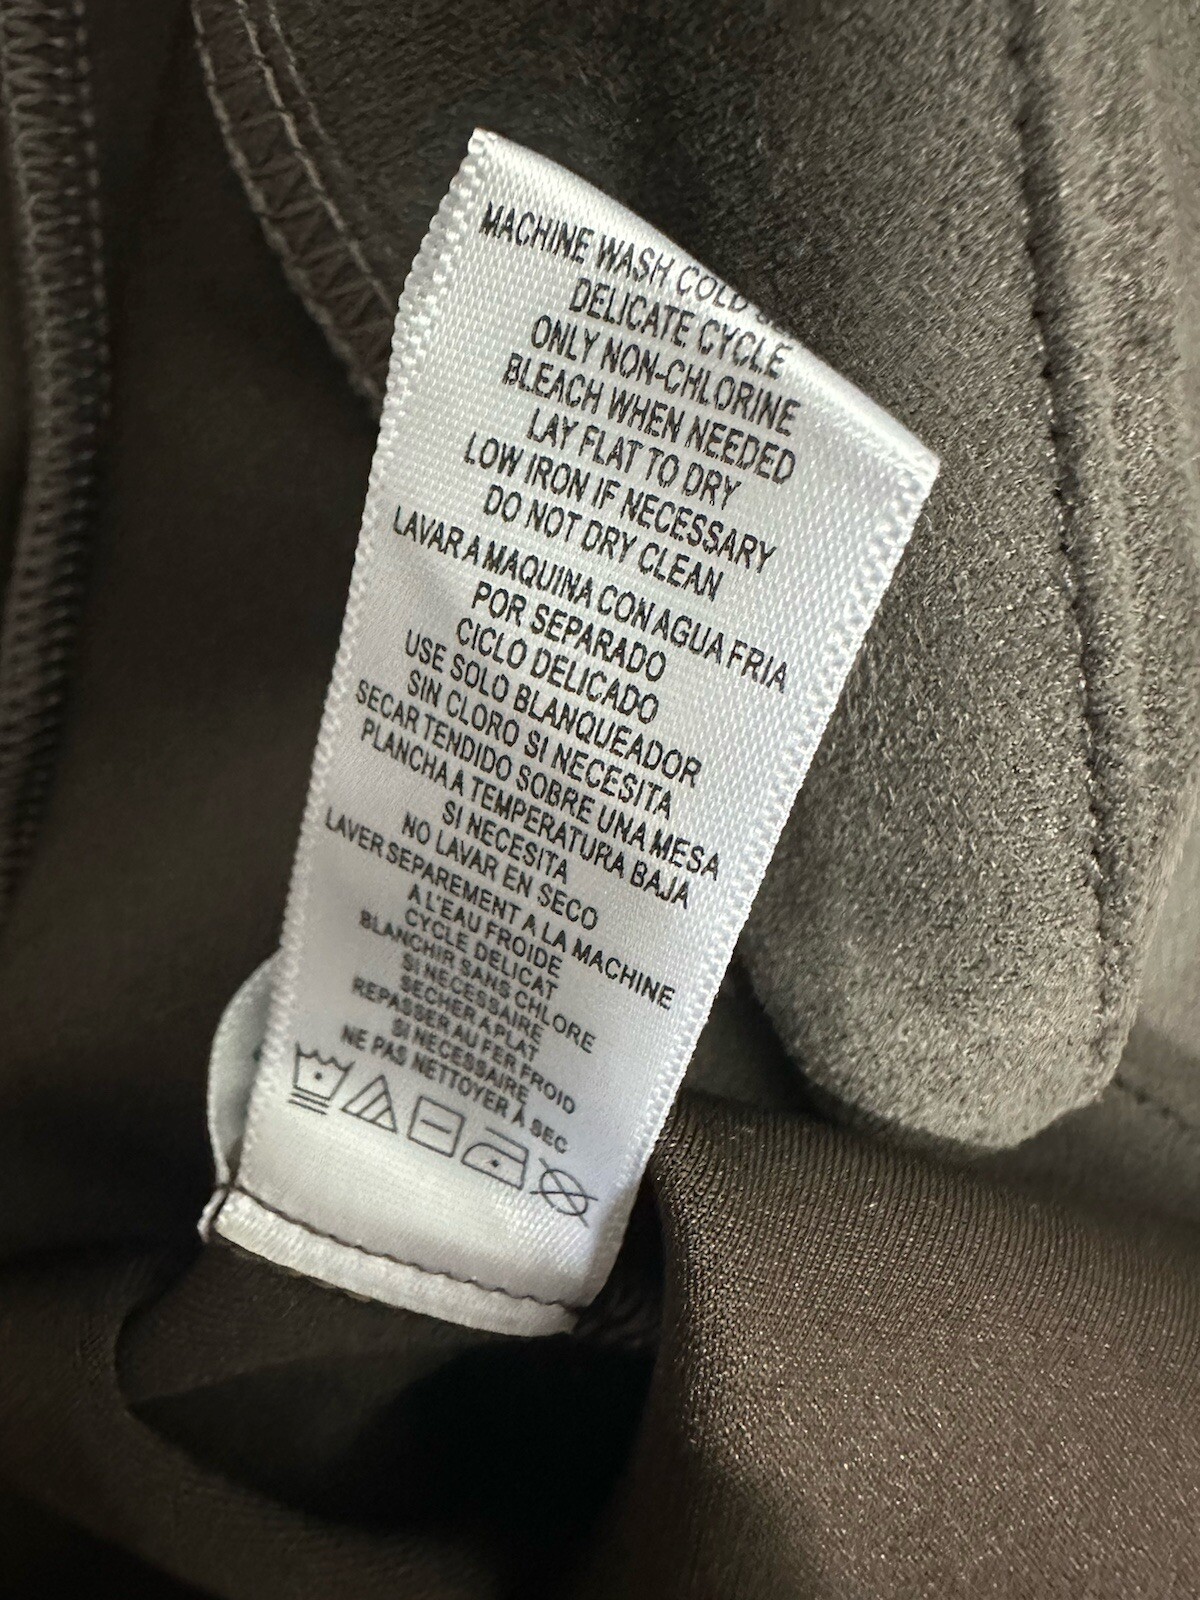 MACHINE WASH COLD
DELICATE CYCLE
ONLY NON-CHLORINE
BLEACH WHEN NEEDED
LAY FLAT TO DRY
LOW IRON IF NECESSARY
DO NOT DRY CLEAN
LAVAR A MAQUINA CON AGUA FRIA
POR SEPARADO
CICLO DELICADO
USE SOLO BLANQUEADOR
SIN CLORO SI NECESITA
SECAR TENDIDO SOBRE UNA MESA
PLANCHA A TEMPERATURA BAJA
SI NECESITA
NO LAVAR EN SECO
LAVER SEPAREMENT A LA MACHINE
A L'EAU FROIDE
CYCLE DELICAT
BLANCHIR SANS CHLORE
SI NECESSAIRE
SECHER A PLAT
REPASSER AU FER FROID
SI NECESSAIRE
NE PAS NETTOYER À SEC